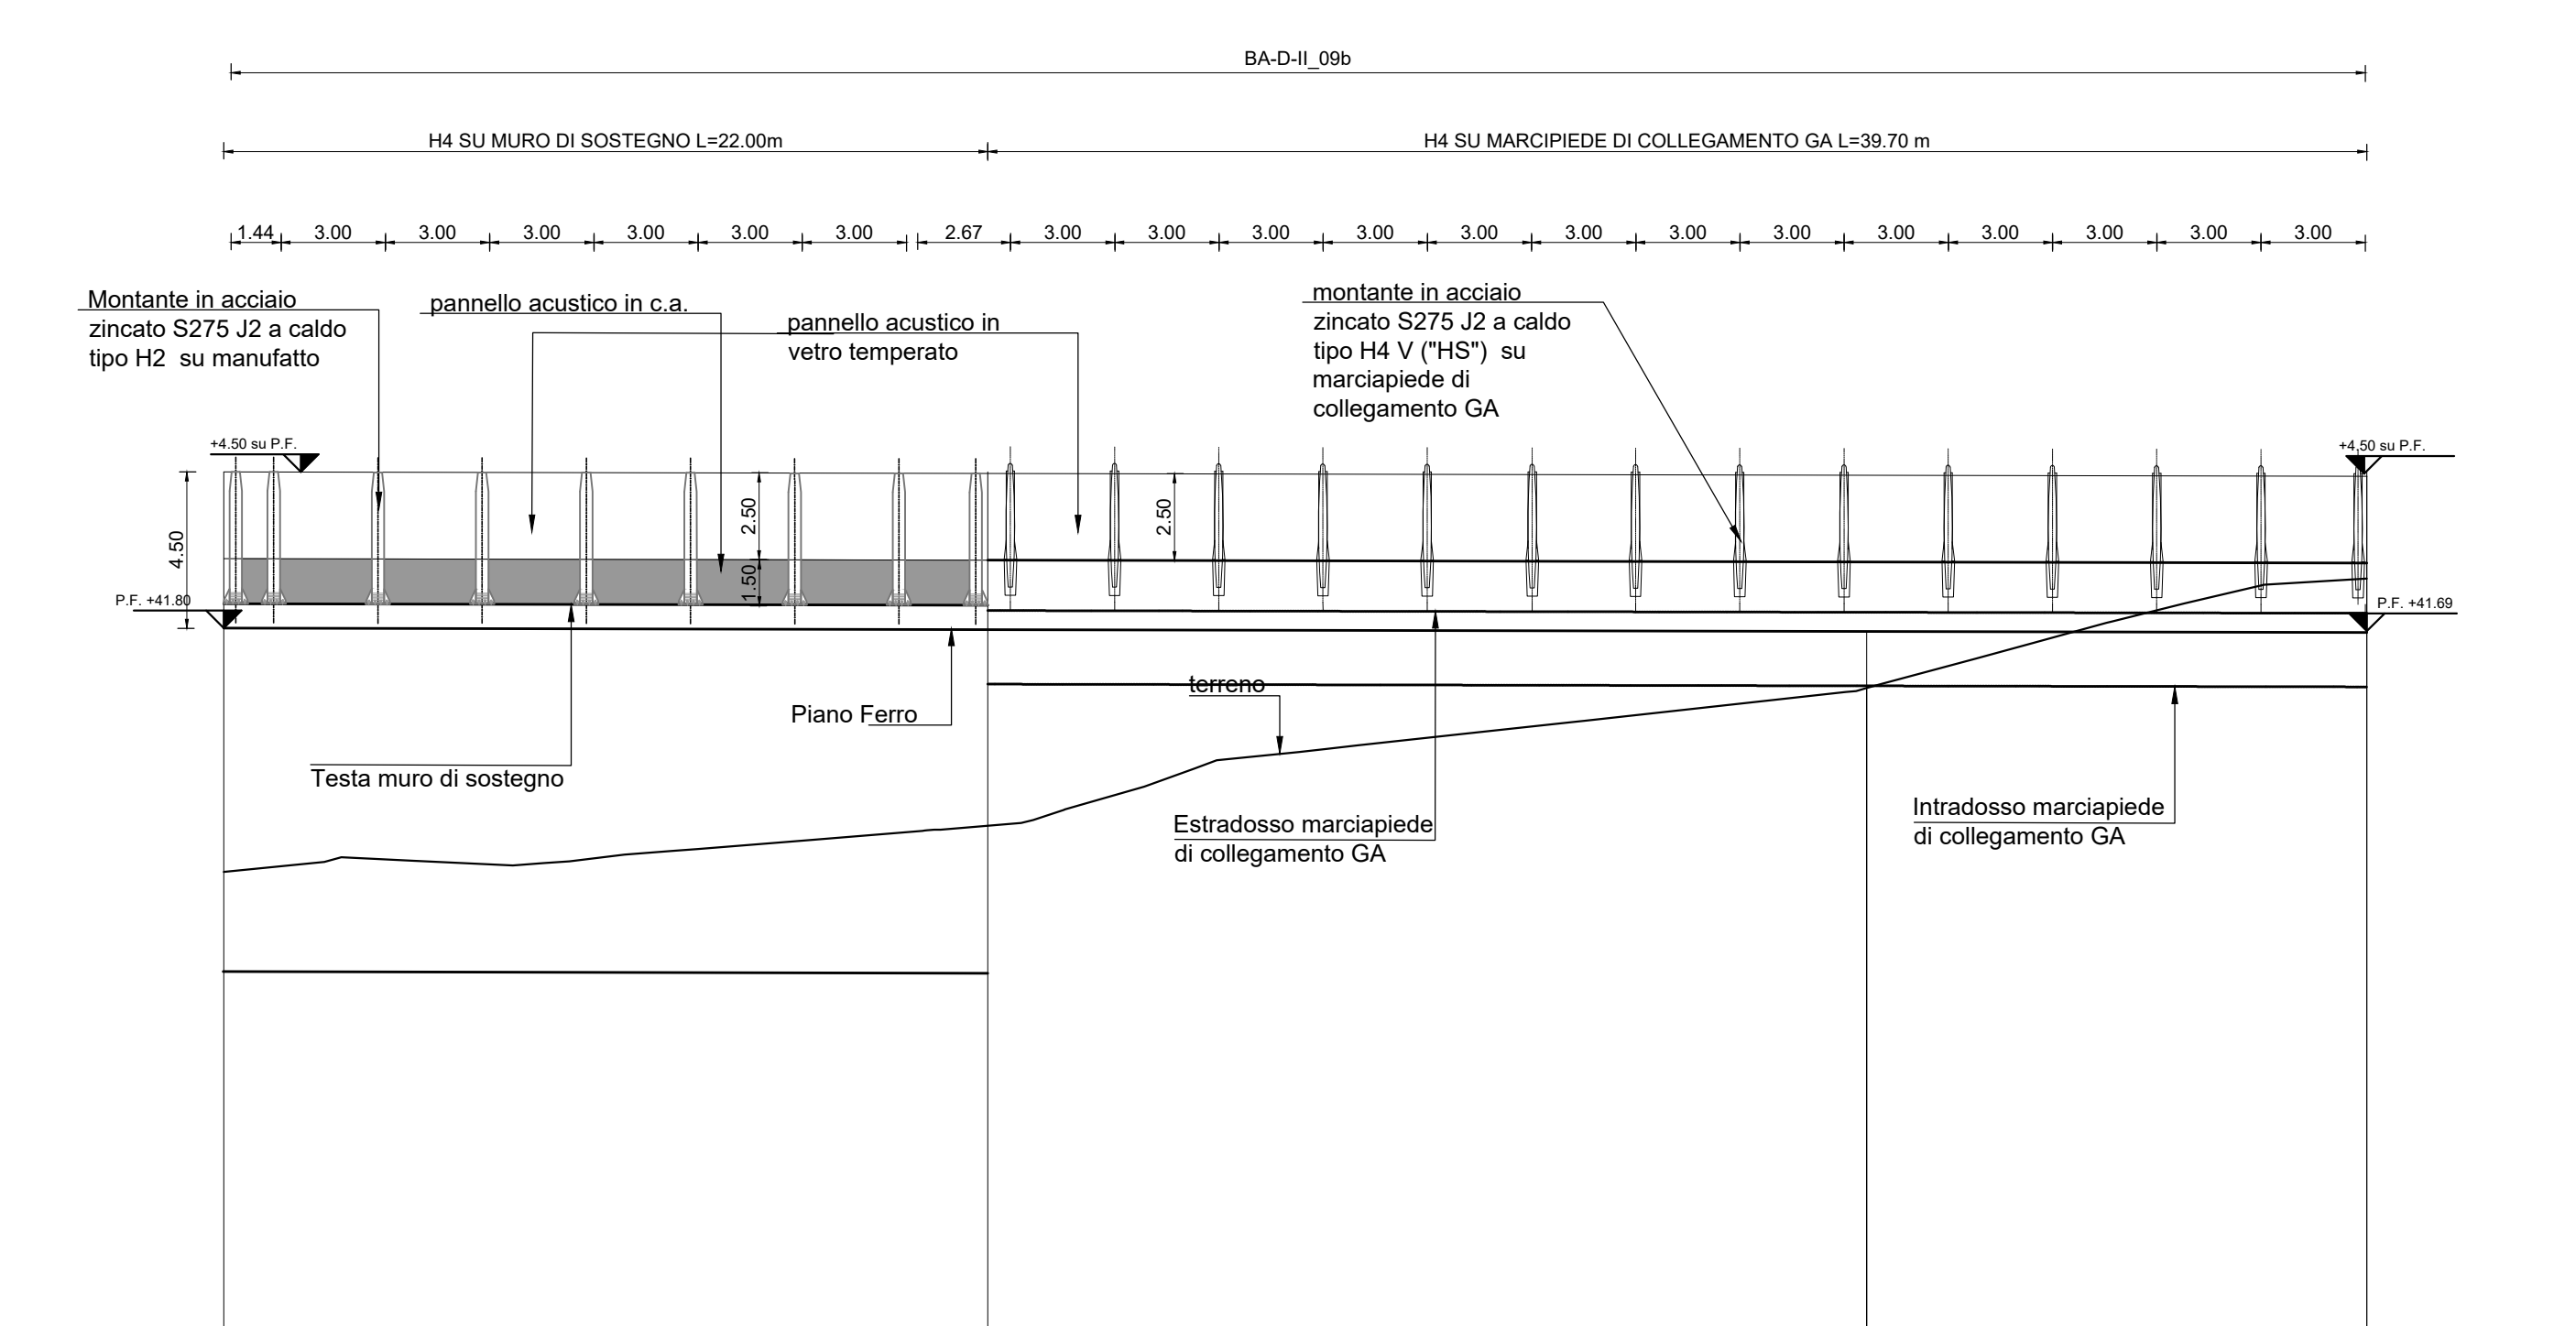 BA-D-II_09b
H4 SU MURO DI SOSTEGNO L=22.00m
H4 SU MARCIPIEDE DI COLLEGAMENTO GA L=39.70 m
1.44 3.00 3.00 3.00 3.00 3.00 3.00 2.67 3.00 3.00 3.00 3.00 3.00 3.00 3.00 3.00 3.00 3.00 3.00 3.00 3.00
Montante in acciaio
zincato S275 J2 a caldo
tipo H2 su manufatto
pannello acustico in c.a.
pannello acustico in
vetro temperato
montante in acciaio
zincato S275 J2 a caldo
tipo H4 V ("HS") su
marciapiede di
collegamento GA
+4.50 su P.F.
+4.50 su P.F.
4.50
2.50
1.50
2.50
P.F. +41.80
P.F. +41.69
terreno
Piano Ferro
Testa muro di sostegno
Estradosso marciapiede
di collegamento GA
Intradosso marciapiede
di collegamento GA